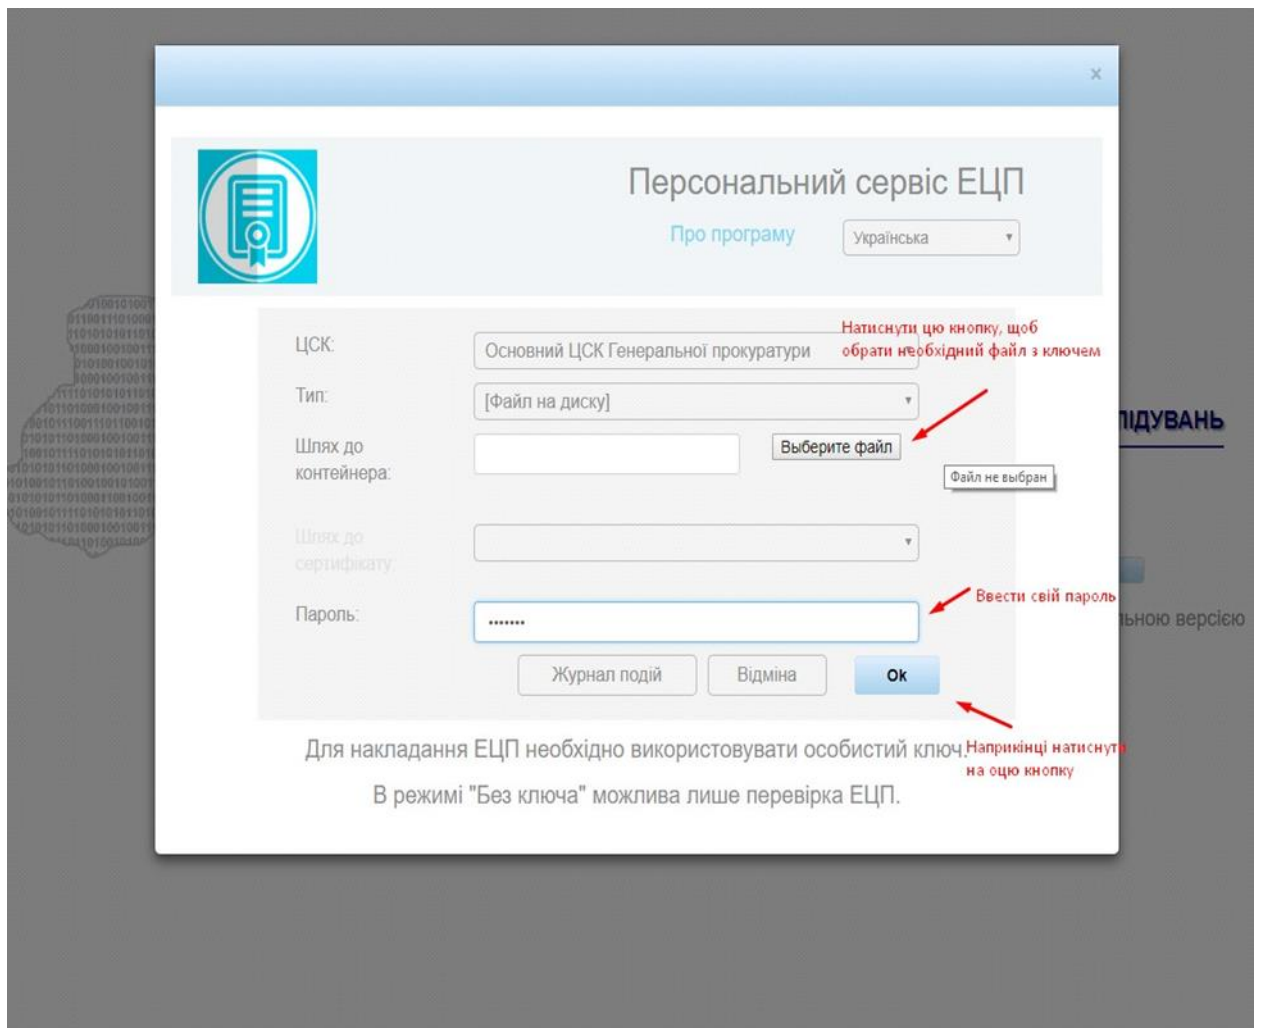 ×
Персональний сервіс ЕЦП
Про програму
Українська
Натиснути цю кнопку, щоб
обрати необхідний файл з ключем
ЦСК:
Основний ЦСК Генеральної прокуратури
Тип:
[Файл на диску]
Шлях до
контейнера:
Выберите файл
Файл не выбран
ПІДУВАНЬ
Шлях до
сертифікату:
Ввести свій пароль
Пароль:
•••••••
льною версією
Журнал подій
Відміна
Ok
Для накладання ЕЦП необхідно використовувати особистий ключ.
Наприкінці натиснути
на оцю кнопку
В режимі "Без ключа" можлива лише перевірка ЕЦП.